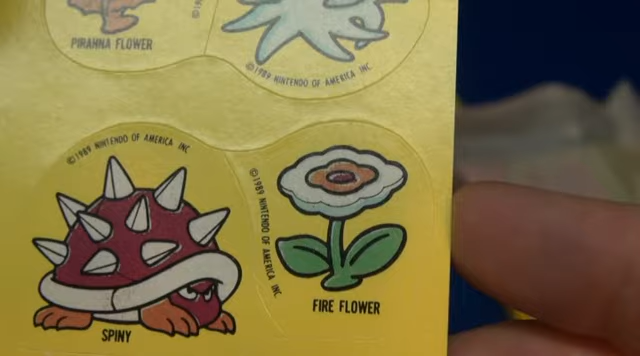 PIRAHNA FLOWER
©1989 NINTENDO OF AMERICA INC
©1989 NINTENDO OF AMERICA INC
©1989 NINTENDO OF AMERICA INC.
SPINY
FIRE FLOWER